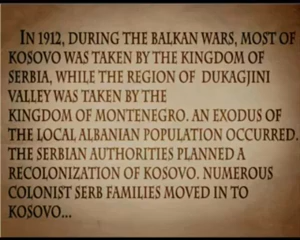 IN 1912, DURING THE BALKAN WARS, MOST OF
KOSOVO WAS TAKEN BY THE KINGDOM OF
SERBIA, WHILE THE REGION OF DUKAGJINI
VALLEY WAS TAKEN BY THE
KINGDOM OF MONTENEGRO. AN EXODUS OF
THE LOCAL ALBANIAN POPULATION OCCURRED.
THE SERBIAN AUTHORITIES PLANNED A
RECOLONIZATION OF KOSOVO. NUMEROUS
COLONIST SERB FAMILIES MOVED IN TO
KOSOVO...